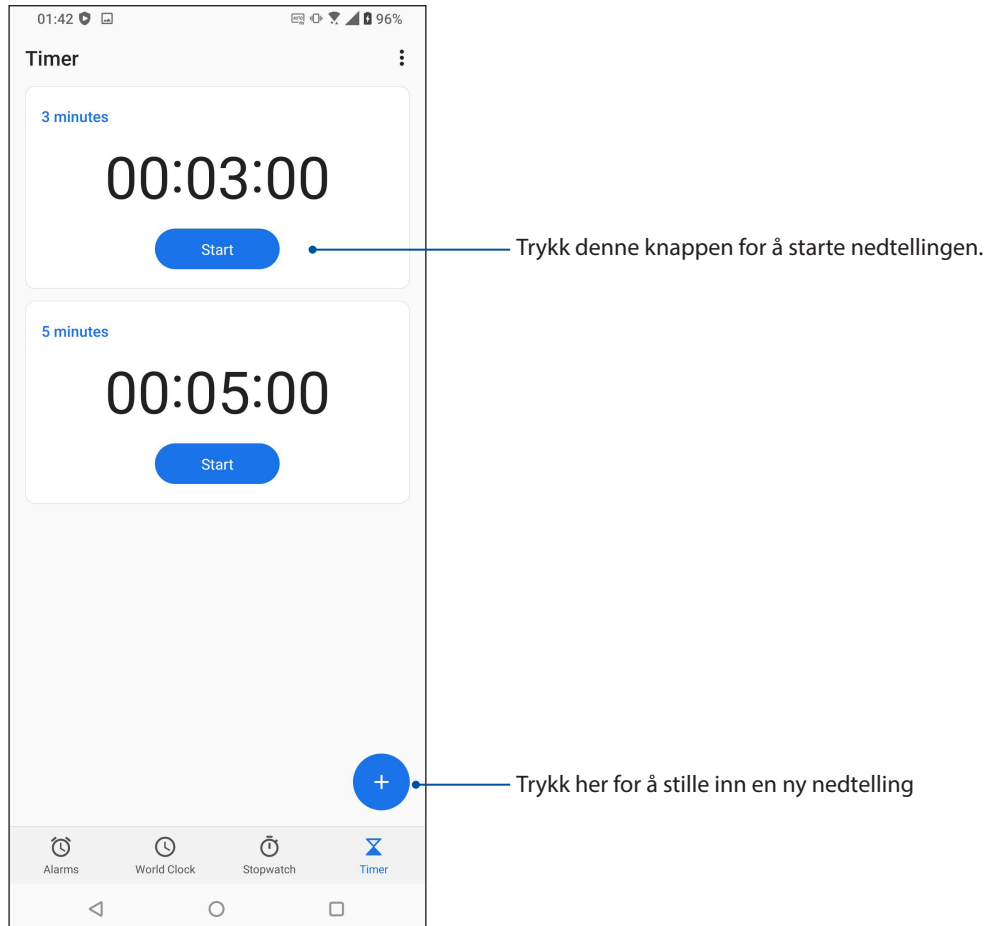 01:42
96%
Timer
3 minutes
00:03:00
Start
Trykk denne knappen for å starte nedtellingen.
5 minutes
00:05:00
Start
+
Trykk her for å stille inn en ny nedtelling
Alarms World Clock Stopwatch Timer